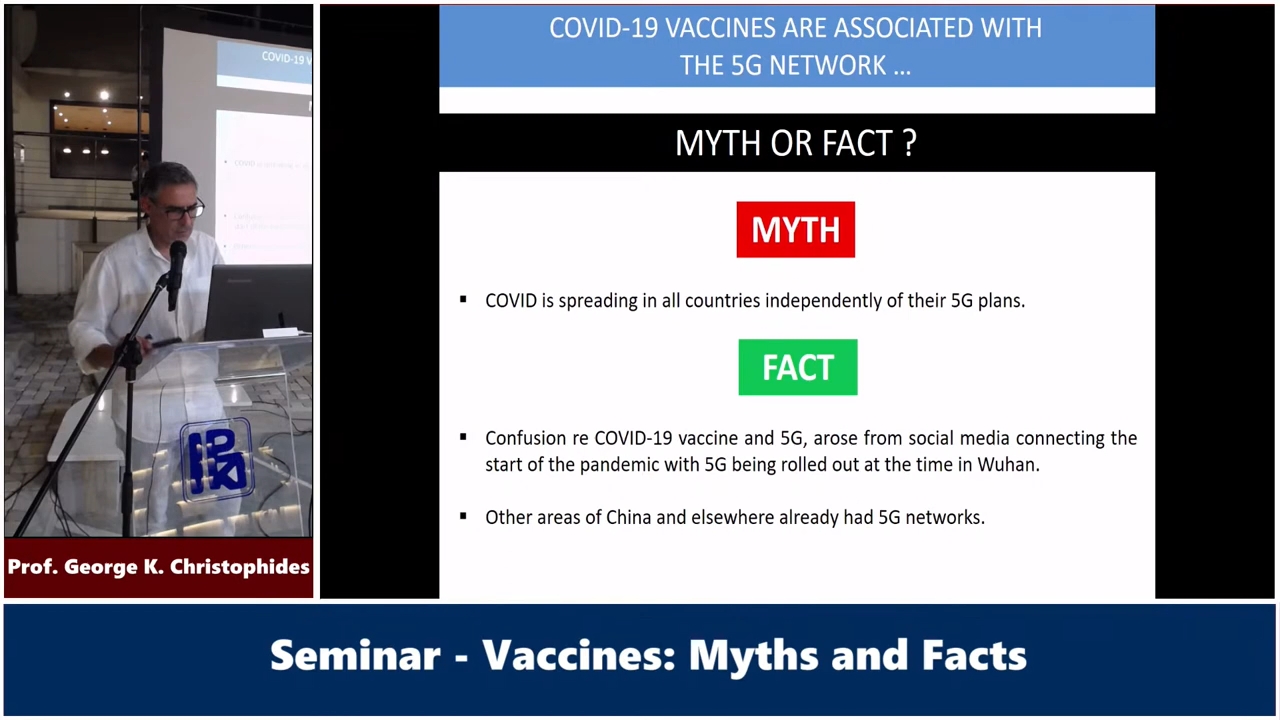 COVID-19 VACCINES ARE ASSOCIATED WITH
THE 5G NETWORK ...
MYTH OR FACT ?
MYTH
▪ COVID is spreading in all countries independently of their 5G plans.
FACT
▪ Confusion re COVID-19 vaccine and 5G, arose from social media connecting the
start of the pandemic with 5G being rolled out at the time in Wuhan.
▪ Other areas of China and elsewhere already had 5G networks.
COVID-19 V
Prof. George K. Christophides
Seminar - Vaccines: Myths and Facts